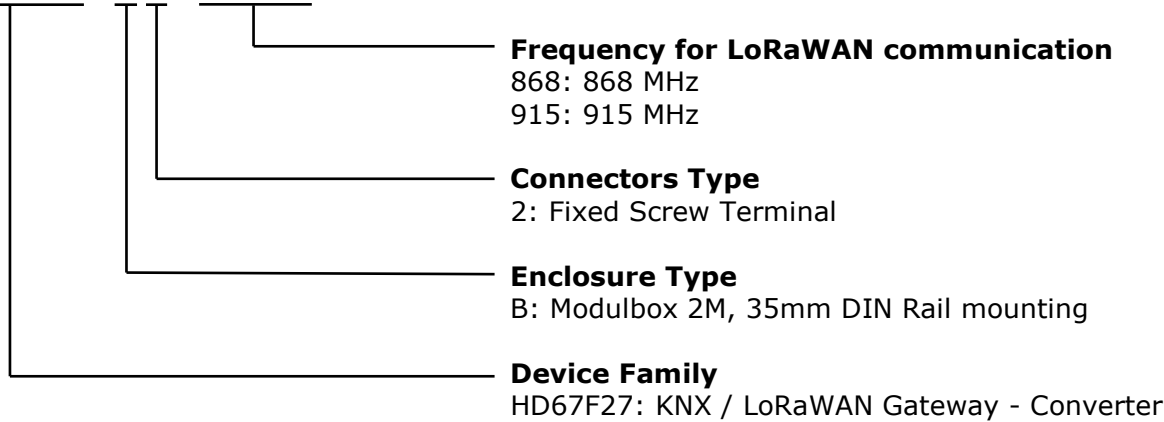 Frequency for LoRaWAN communication
868: 868 MHz
915: 915 MHz
Connectors Type
2: Fixed Screw Terminal
Enclosure Type
B: Modulbox 2M, 35mm DIN Rail mounting
Device Family
HD67F27: KNX / LoRaWAN Gateway - Converter